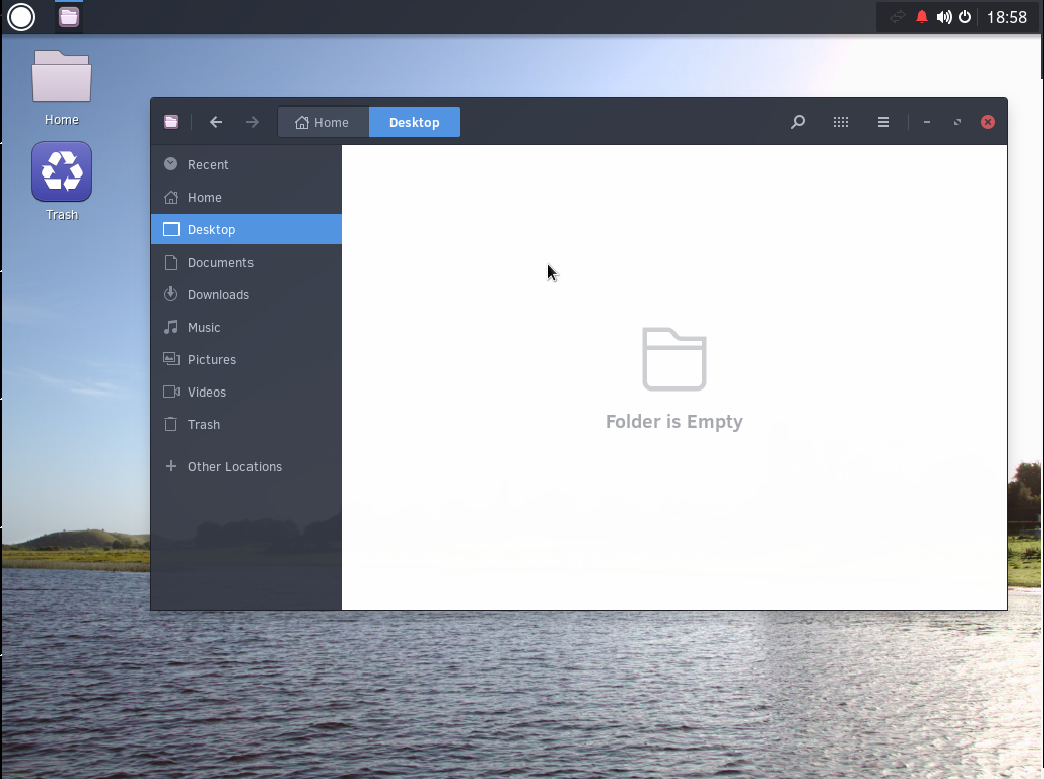 18:58
Home
Trash
Home
Desktop
Recent
Home
Desktop
Documents
Downloads
Music
Pictures
Videos
Trash
Other Locations
Folder is Empty